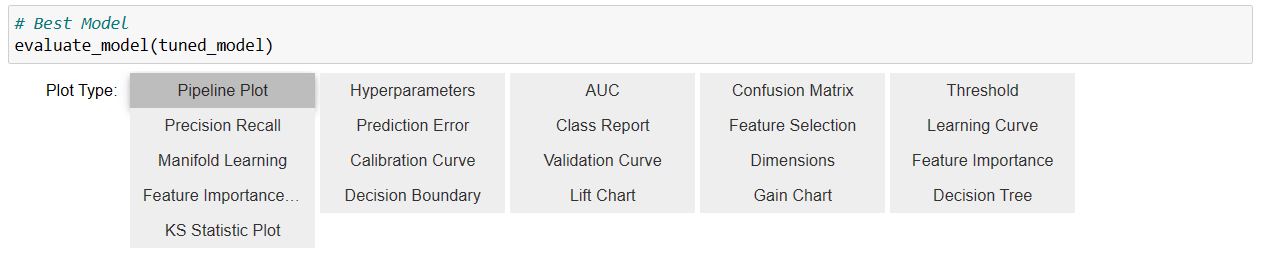 # Best Model
evaluate_model(tuned_model)
Plot Type: Pipeline Plot Hyperparameters AUC Confusion Matrix Threshold
Precision Recall Prediction Error Class Report Feature Selection Learning Curve
Manifold Learning Calibration Curve Validation Curve Dimensions Feature Importance
Feature Importance... Decision Boundary Lift Chart Gain Chart Decision Tree
KS Statistic Plot